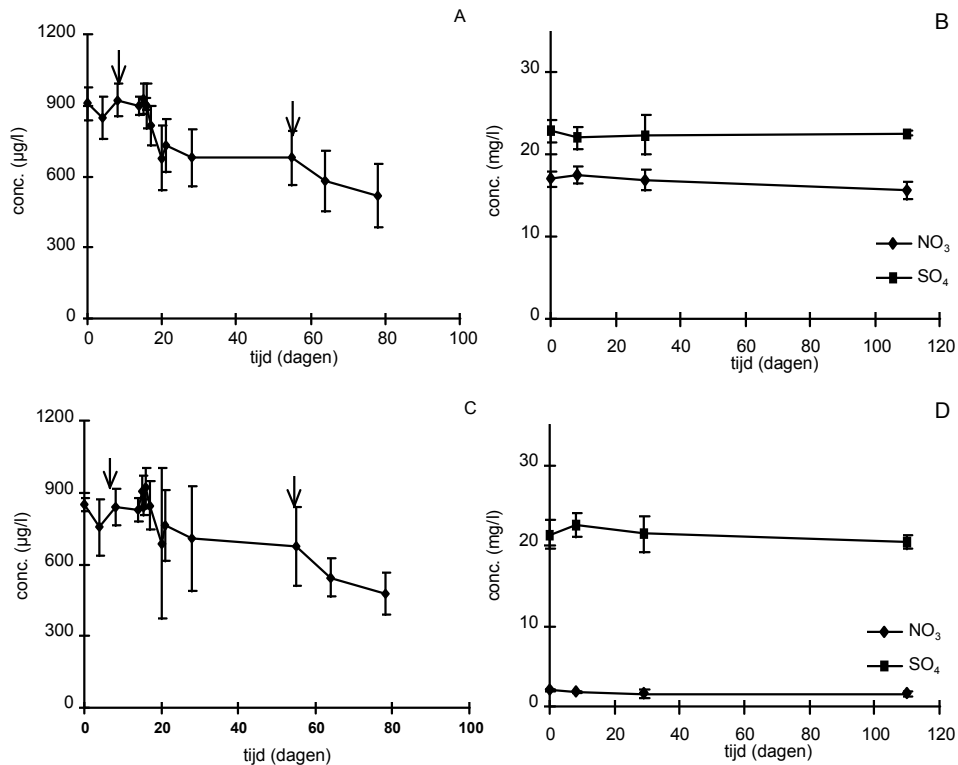 A
1200
900
600
300
0
conc. (µg/l)
0 20 40 60 80 100
tijd (dagen)
B
30
20
10
0
conc. (mg/l)
NO3
SO4
0 20 40 60 80 100 120
tijd (dagen)
C
1200
900
600
300
0
conc. (µg/l)
0 20 40 60 80 100
tijd (dagen)
D
30
20
10
0
conc. (mg/l)
NO3
SO4
0 20 40 60 80 100 120
tijd (dagen)